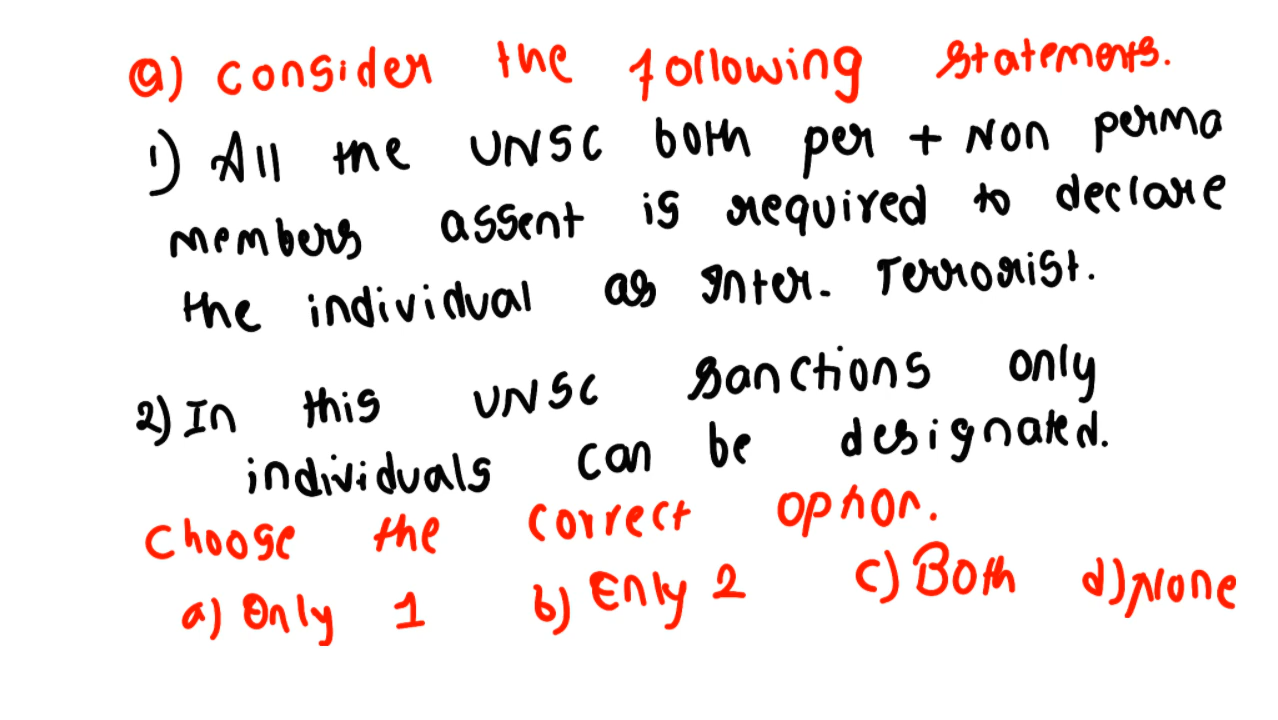 Q) Consider the following statements.
1) All the UNSC both per + Non perma
members assent is required to declare
the individual as Inter. Terrorist.
2) In this UNSC Sanctions only
individuals can be designated.
Choose the correct option.
a) Only 1 b) Only 2 c) Both d) None